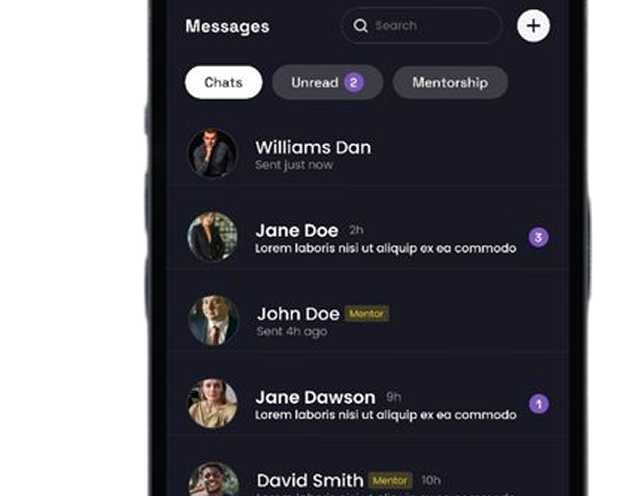 Messages
Search
Chats
Unread 2
Mentorship
Williams Dan
Sent just now
Jane Doe 2h
Lorem laboris nisi ut aliquip ex ea commodo
3
John Doe Mentor
Sent 4h ago
Jane Dawson 9h
Lorem laboris nisi ut aliquip ex ea commodo
1
David Smith Mentor 10h